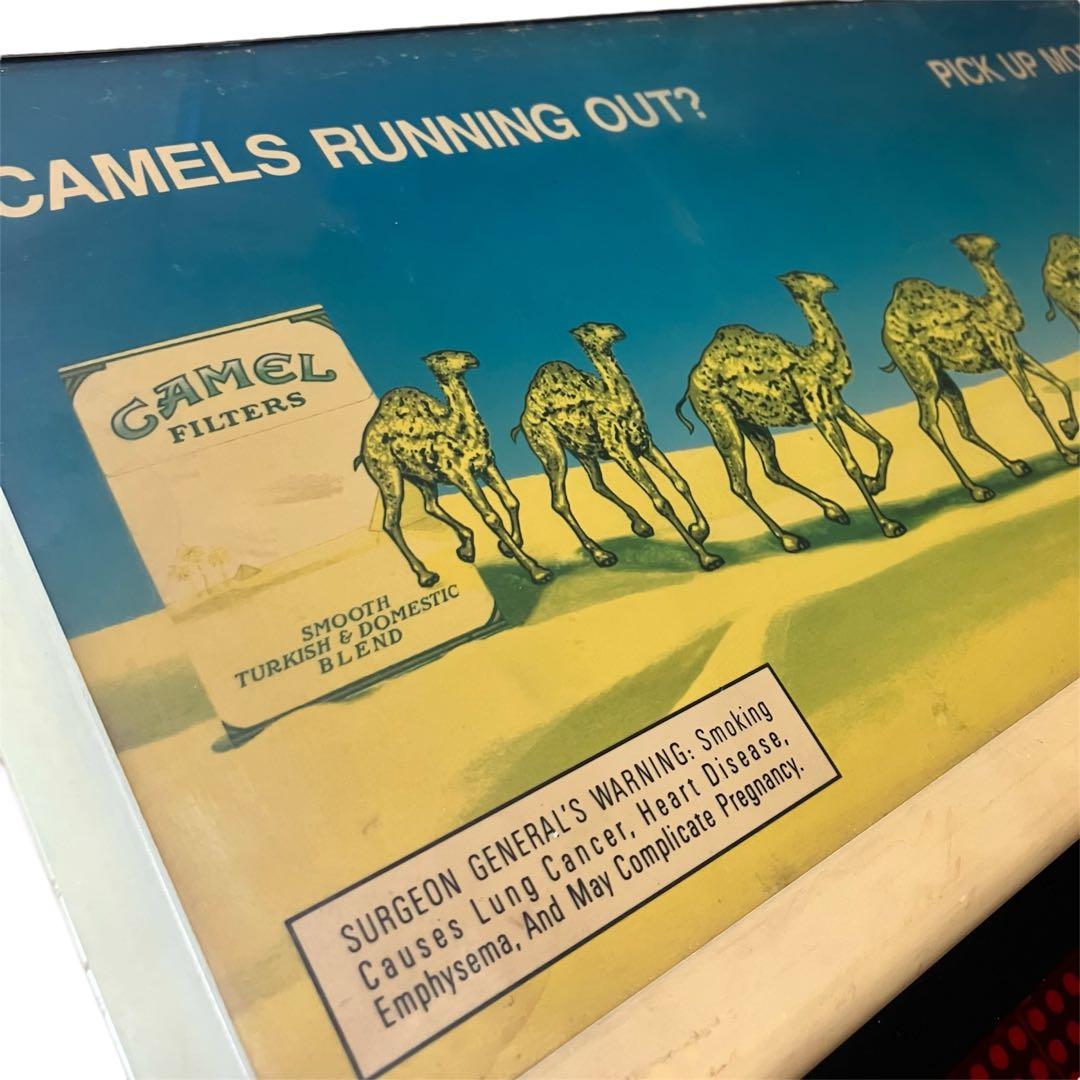 CAMELS RUNNING OUT?
PICK UP
CAMEL
FILTERS
SMOOTH
TURKISH & DOMESTIC
BLEND
SURGEON GENERAL'S WARNING: Smoking
Causes Lung Cancer, Heart Disease,
Emphysema, And May Complicate Pregnancy.